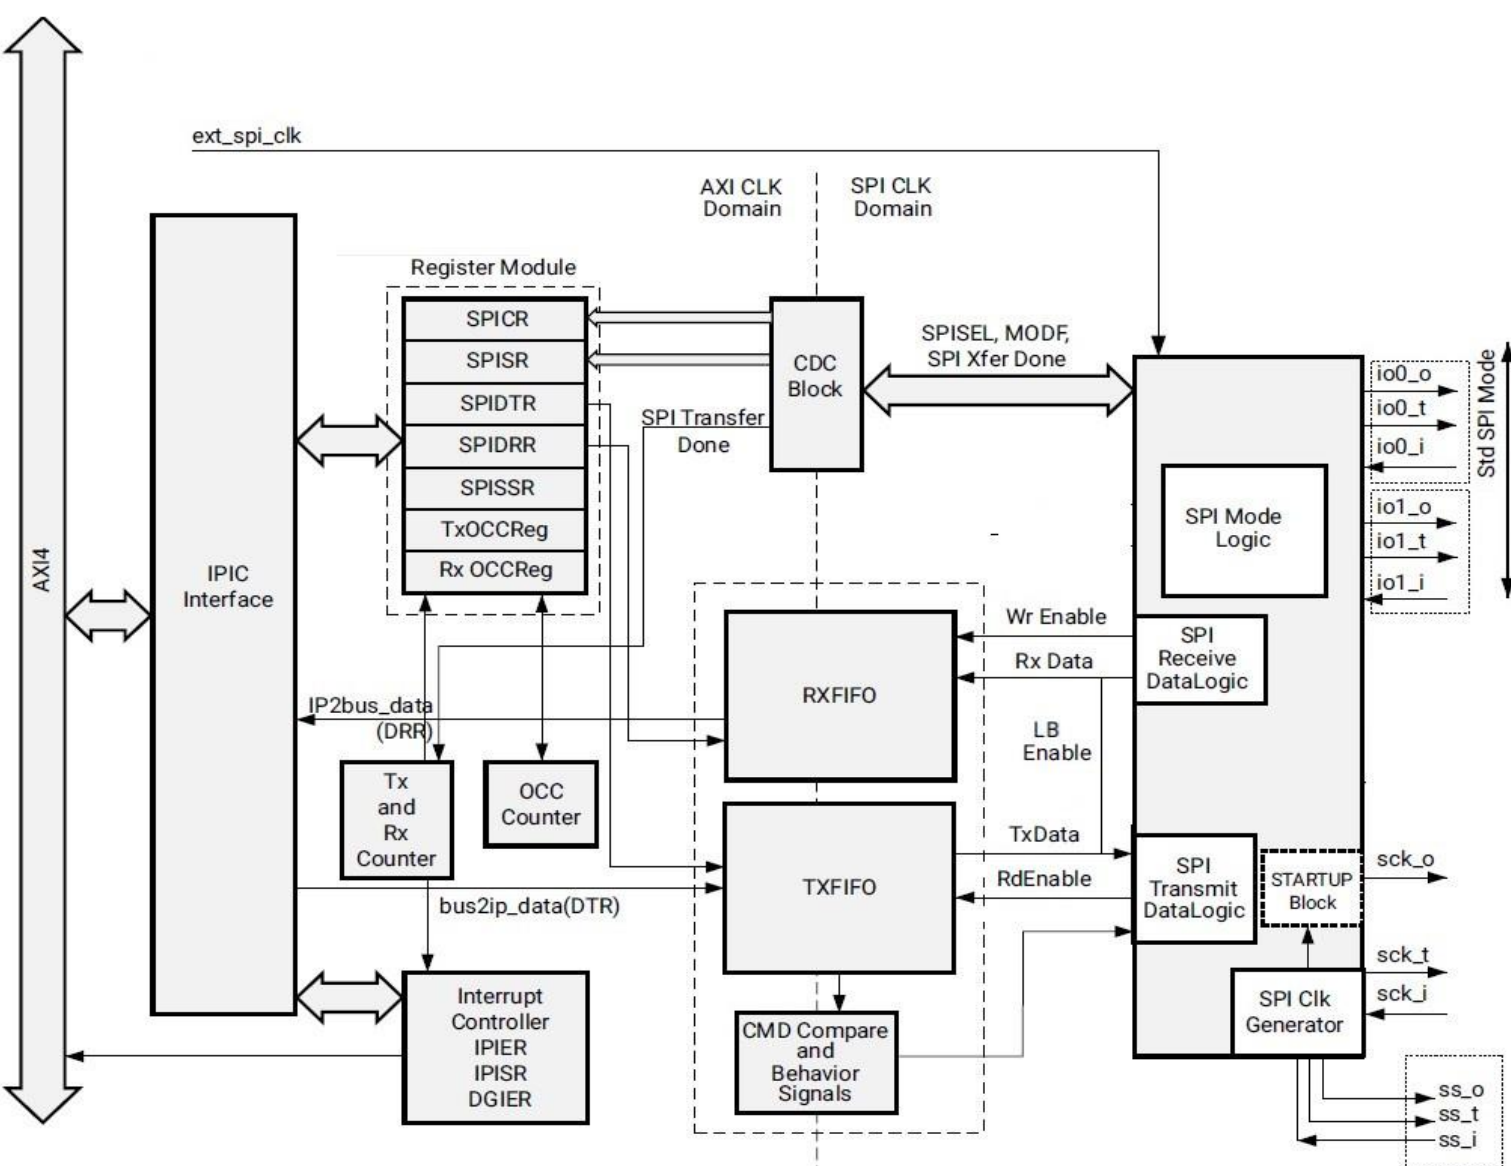 ext_spi_clk
AXI CLK
Domain
SPI CLK
Domain
Register Module
SPICR
SPISR
SPIDTR
SPIDRR
SPISSR
TxOCCReg
Rx OCCReg
CDC
Block
SPISEL, MODF,
SPI Xfer Done
SPI Transfer
Done
AXI4
IPIC
Interface
io0_o
io0_t
io0_i
io1_o
io1_t
io1_i
Std SPI Mode
SPI Mode
Logic
Wr Enable
Rx Data
SPI
Receive
DataLogic
RXFIFO
IP2bus_data
(DRR)
LB
Enable
Tx
and
Rx
Counter
OCC
Counter
TxData
RdEnable
TXFIFO
SPI
Transmit
DataLogic
STARTUP
Block
sck_o
bus2ip_data(DTR)
sck_t
sck_i
SPI Clk
Generator
Interrupt
Controller
IPIER
IPISR
DGIER
CMD Compare
and
Behavior
Signals
ss_o
ss_t
ss_i